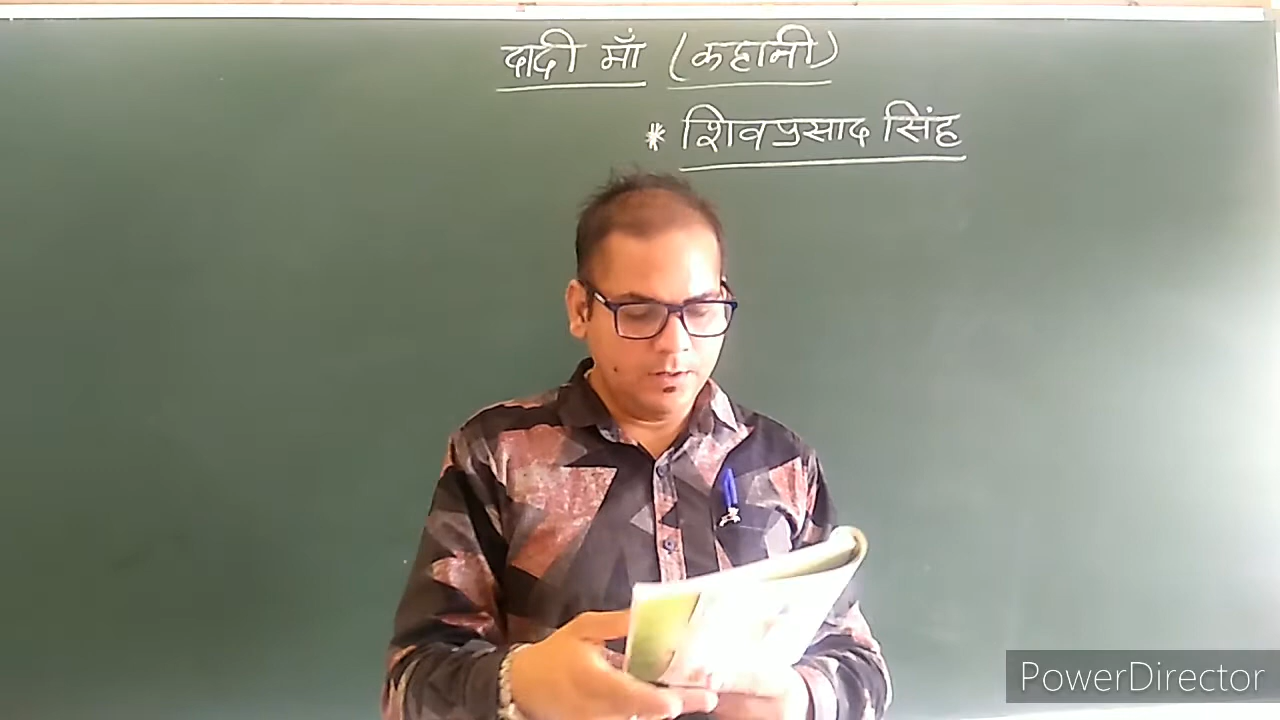 दादी माँ (कहानी)
* शिवप्रसाद सिंह
PowerDirector